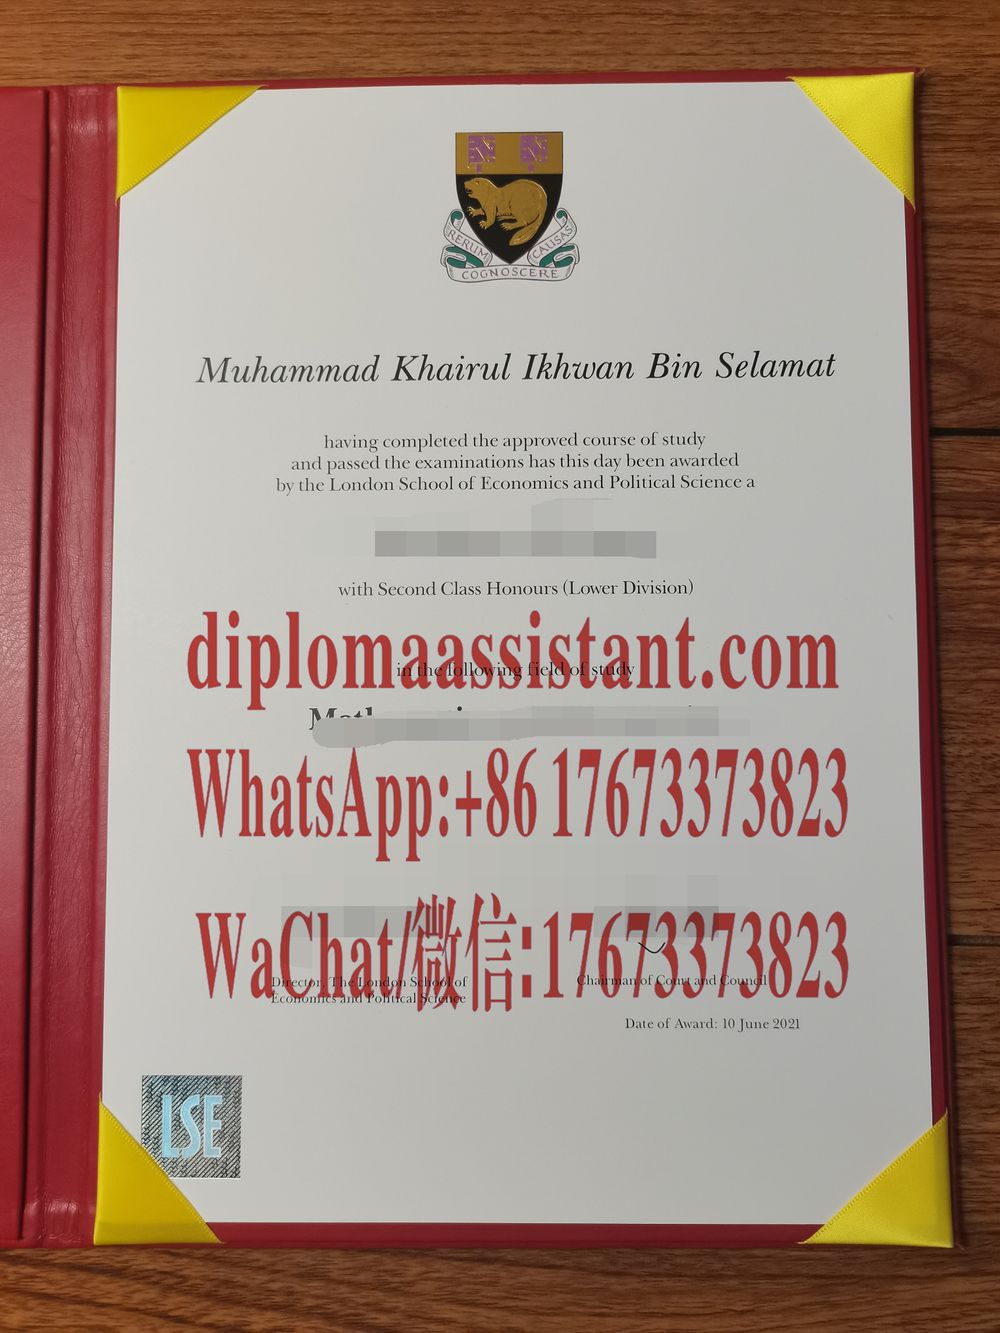 RERUM
CAUSAS
COGNOSCERE
Muhammad Khairul Ikhwan Bin Selamat
having completed the approved course of study
and passed the examinations has this day been awarded
by the London School of Economics and Political Science a
with Second Class Honours (Lower Division)
diplomaassistant.com
in the following field of study
WhatsApp:+86 17673373823
WaChat/微信:17673373823
Director, The London School of
Economics and Political Science
Chairman of Court and Council
Date of Award: 10 June 2021
LSE